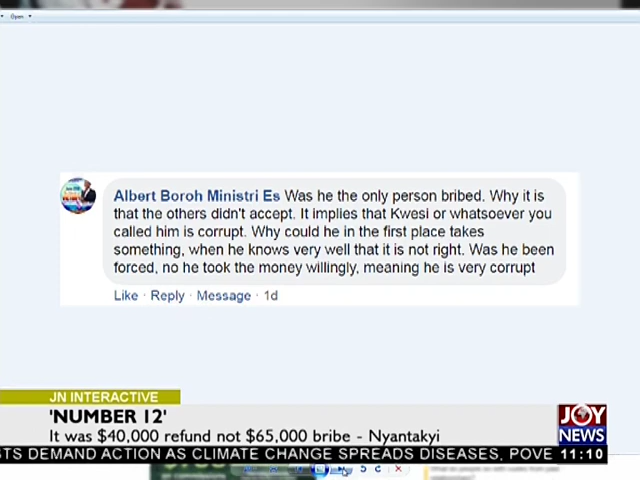 Open
Albert Boroh Ministri Es Was he the only person bribed. Why it is
that the others didn't accept. It implies that Kwesi or whatsoever you
called him is corrupt. Why could he in the first place takes
something, when he knows very well that it is not right. Was he been
forced, no he took the money willingly, meaning he is very corrupt
Like · Reply · Message · 1d
JN INTERACTIVE
'NUMBER 12'
It was $40,000 refund not $65,000 bribe - Nyantakyi
JOY
NEWS
STS DEMAND ACTION AS CLIMATE CHANGE SPREADS DISEASES, POVE 11:10